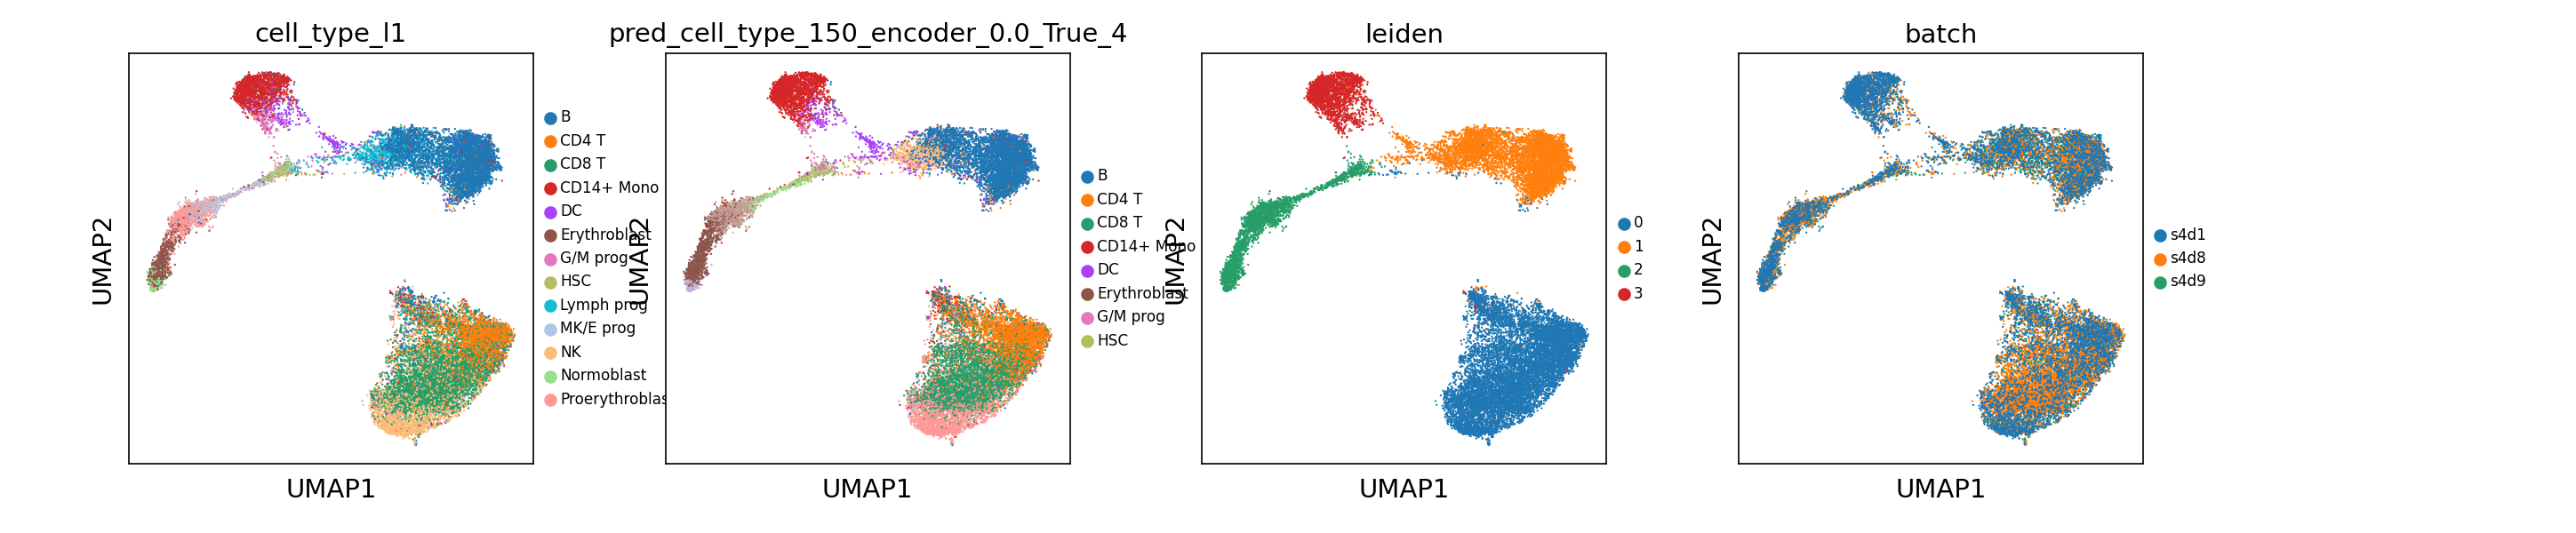 cell_type_l1
UMAP2
UMAP1
B
CD4 T
CD8 T
CD14+ Mono
DC
Erythroblast
G/M prog
HSC
Lymph prog
MK/E prog
NK
Normoblast
Proerythroblas
pred_cell_type_150_encoder_0.0_True_4
UMAP2
UMAP1
B
CD4 T
CD8 T
CD14+ Mono
DC
Erythroblast
G/M prog
HSC
leiden
UMAP2
UMAP1
0
1
2
3
batch
UMAP2
UMAP1
s4d1
s4d8
s4d9